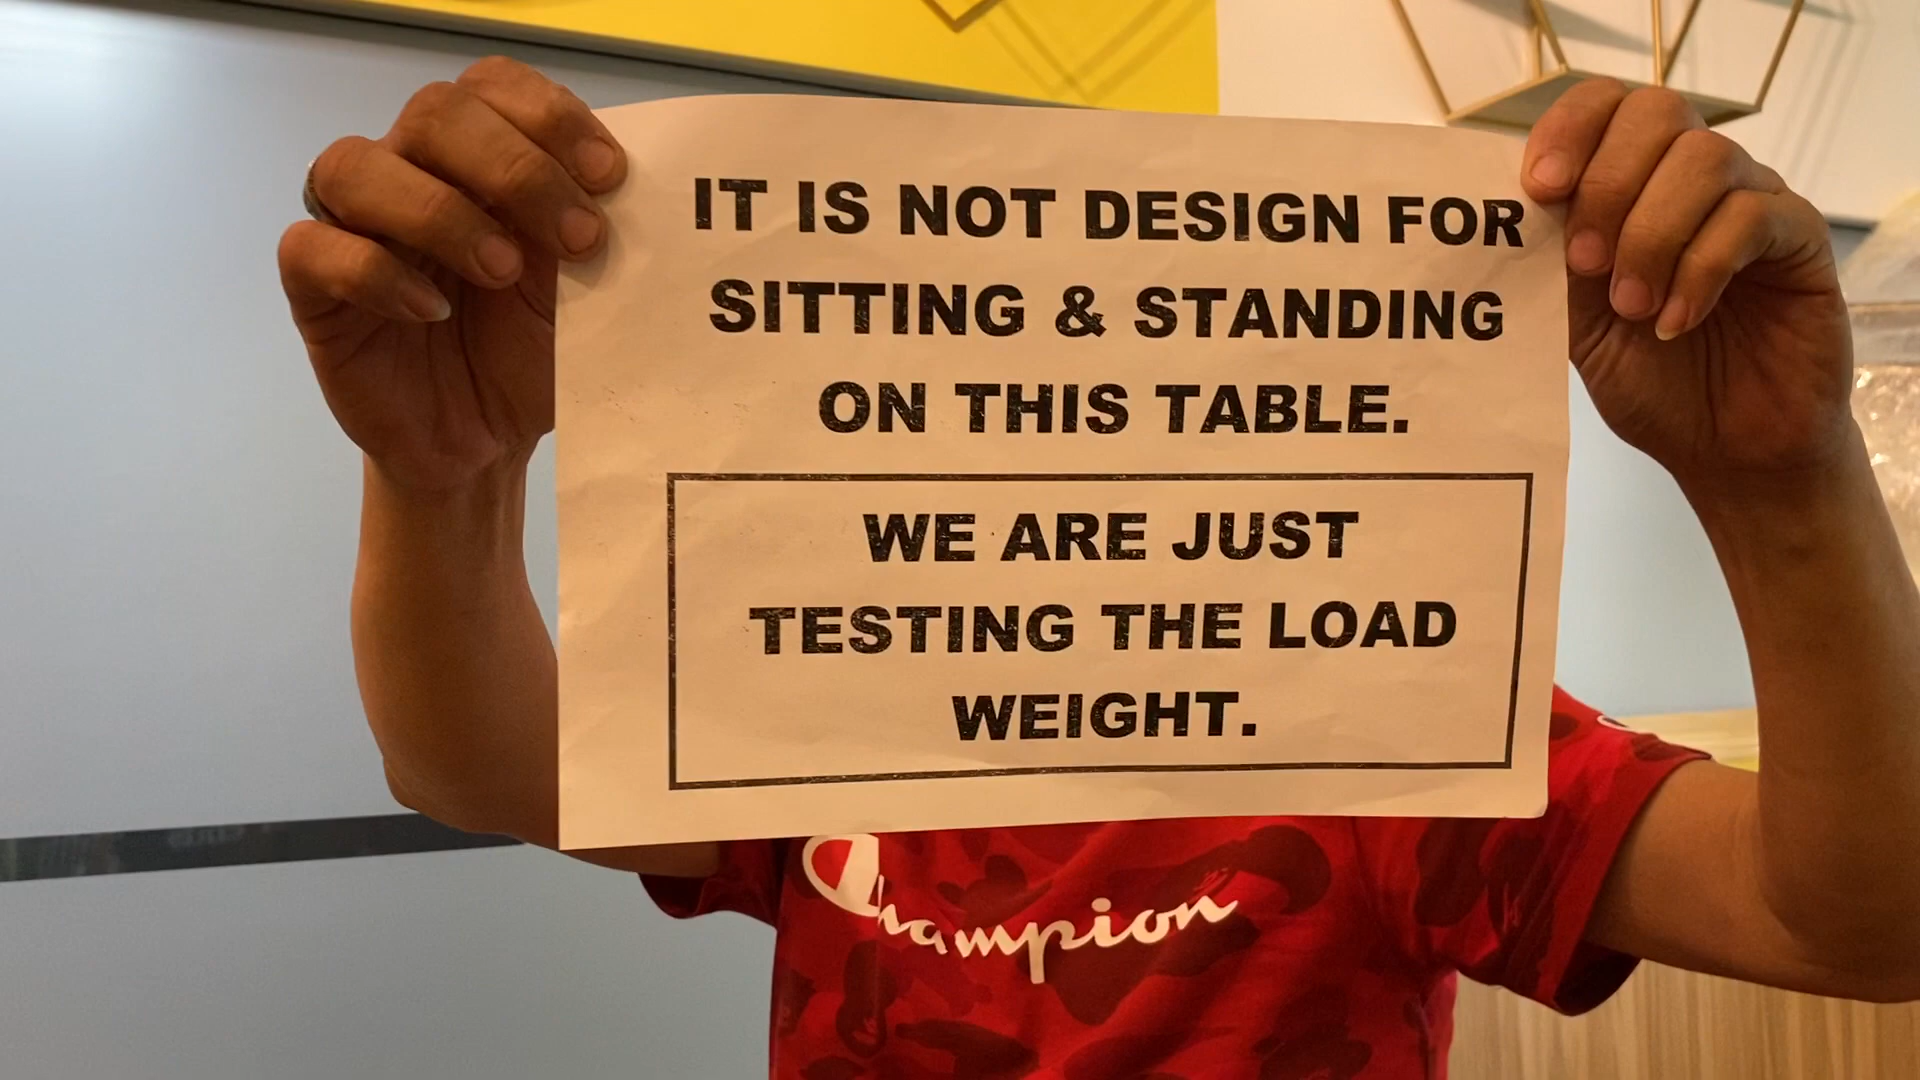 IT IS NOT DESIGN FOR
SITTING & STANDING
ON THIS TABLE.
WE ARE JUST
TESTING THE LOAD
WEIGHT.
Champion